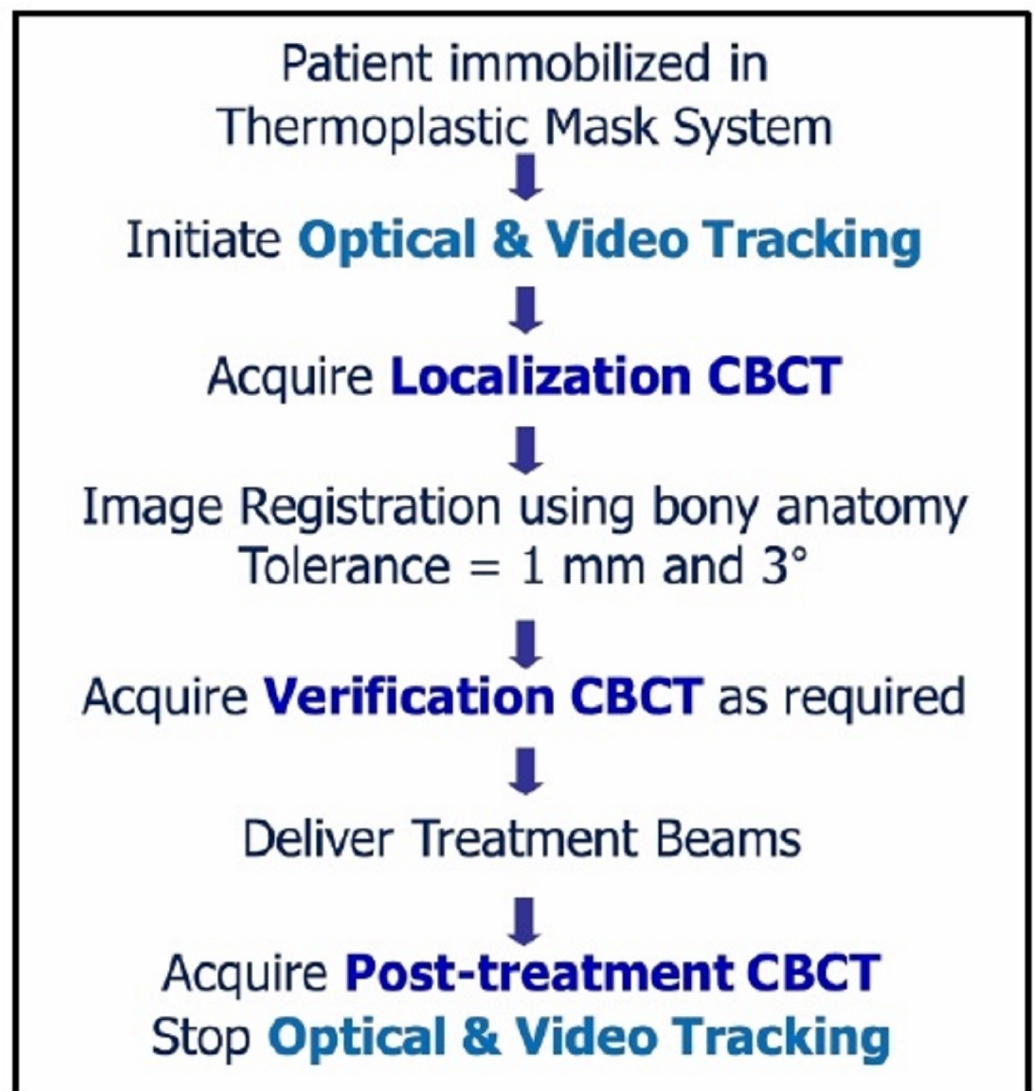 Patient immobilized in
Thermoplastic Mask System
Initiate Optical & Video Tracking
Acquire Localization CBCT
Image Registration using bony anatomy
Tolerance = 1 mm and 3°
Acquire Verification CBCT as required
Deliver Treatment Beams
Acquire Post-treatment CBCT
Stop Optical & Video Tracking